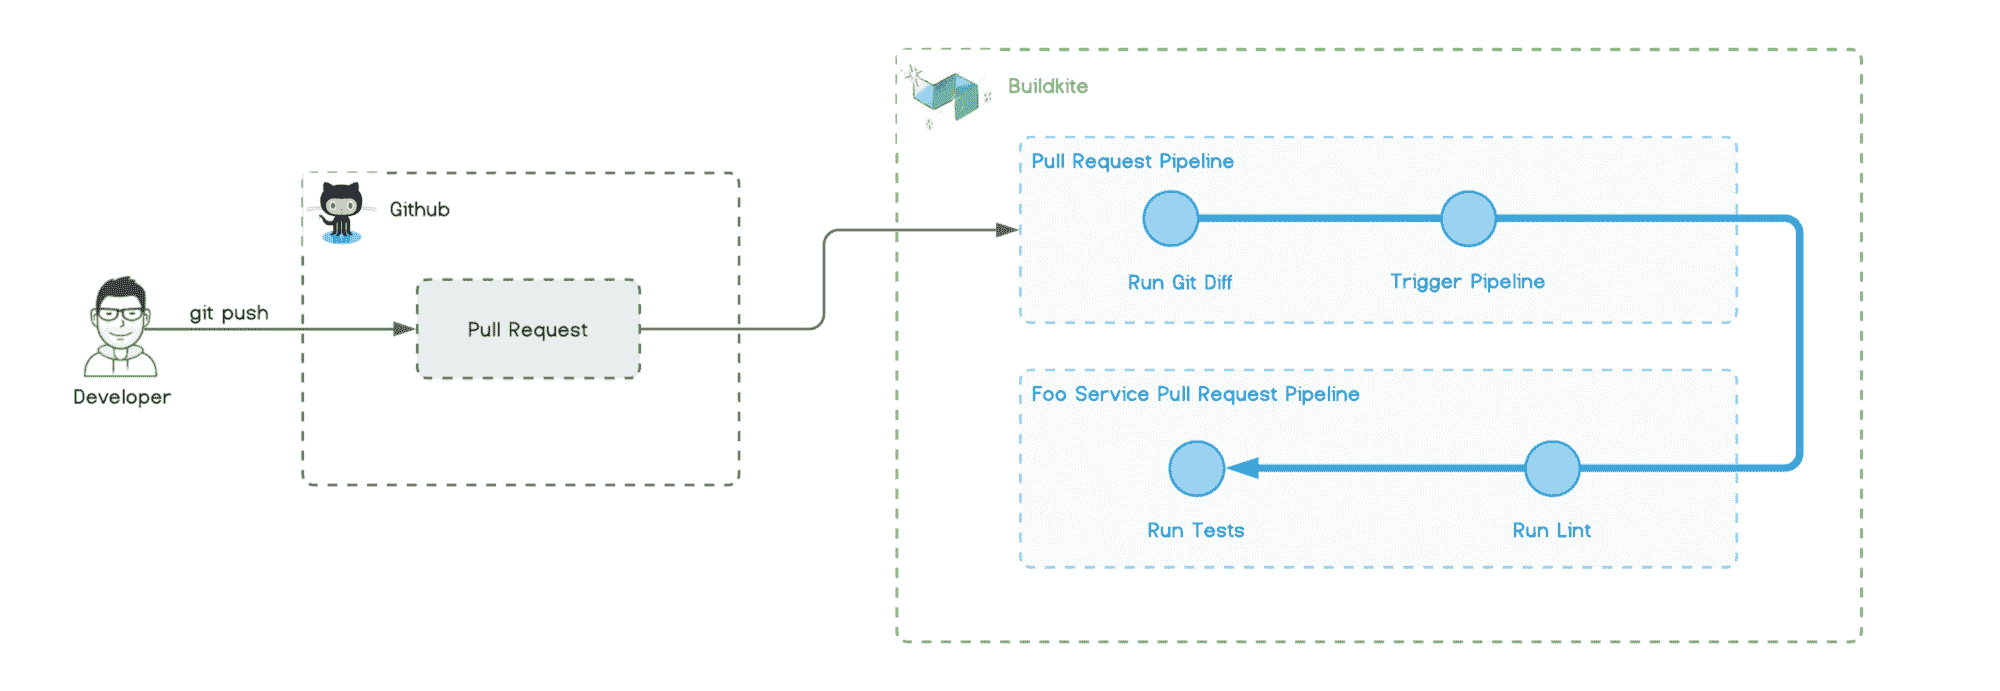 Developer
git push
Github
Pull Request
Buildkite
Pull Request Pipeline
Run Git Diff
Trigger Pipeline
Foo Service Pull Request Pipeline
Run Tests
Run Lint